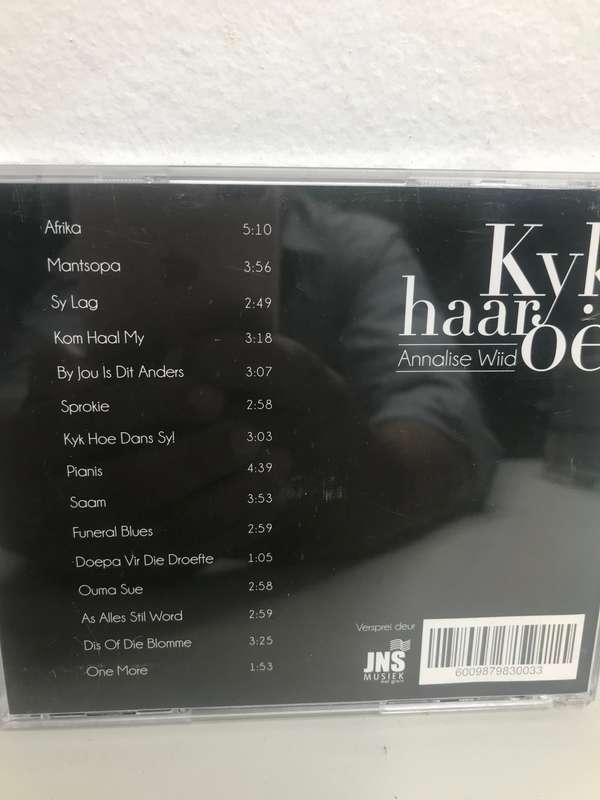 Afrika 5:10
Mantsopa 3:56
Sy Lag 2:49
Kom Haal My 3:18
By Jou Is Dit Anders 3:07
Sprokie 2:58
Kyk Hoe Dans Sy! 3:03
Pianis 4:39
Saam 3:53
Funeral Blues 2:59
Doepa Vir Die Droefte 1:05
Ouma Sue 2:58
As Alles Stil Word 2:59
Dis Of Die Blomme 3:25
One More 1:53
Kyk
haar oë
Annalise Wiid
Versprei deur
JNS
MUSIEK
6009879830033